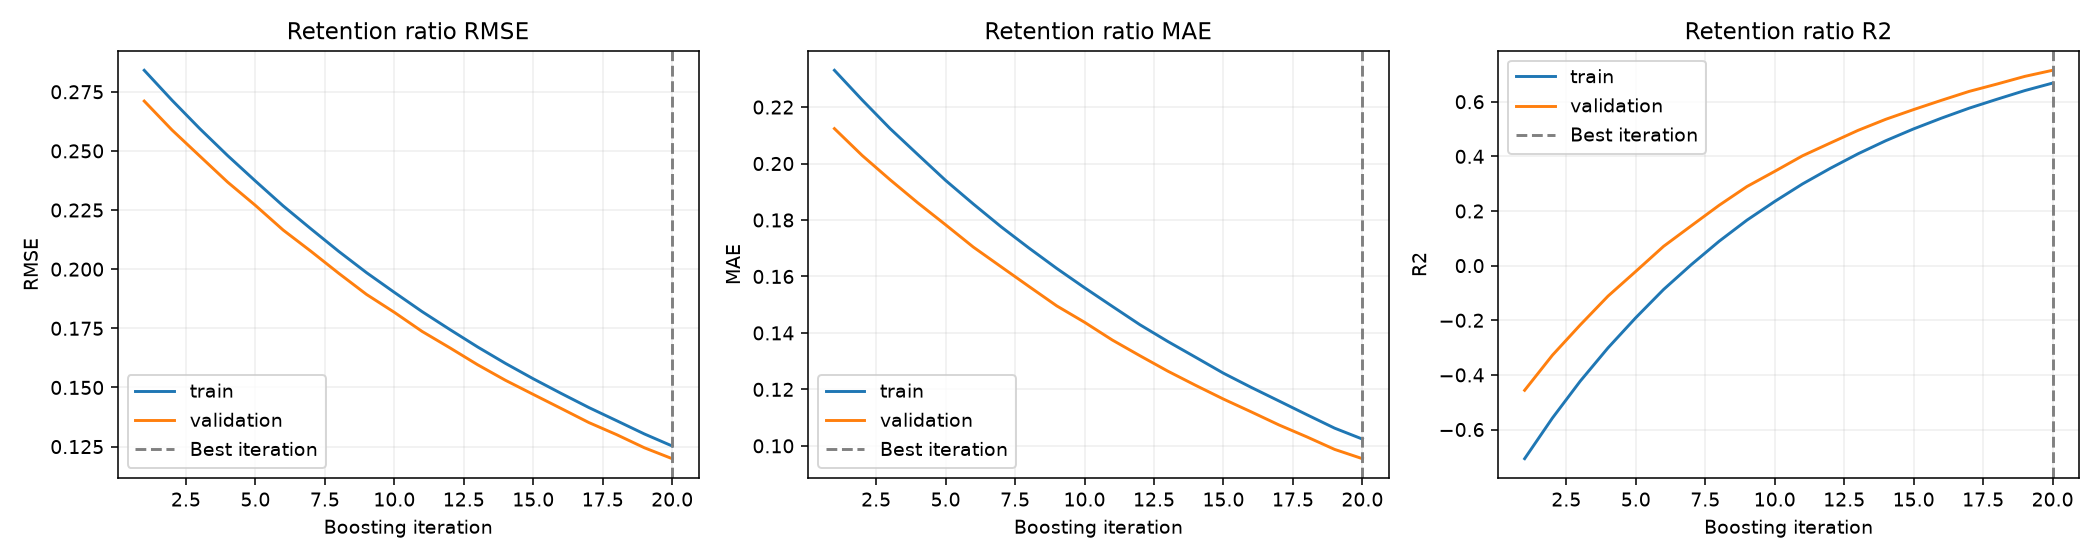 Retention ratio RMSE
RMSE
0.275
0.250
0.225
0.200
0.175
0.150
0.125
train
validation
Best iteration
2.5 5.0 7.5 10.0 12.5 15.0 17.5 20.0
Boosting iteration
Retention ratio MAE
MAE
0.22
0.20
0.18
0.16
0.14
0.12
0.10
train
validation
Best iteration
2.5 5.0 7.5 10.0 12.5 15.0 17.5 20.0
Boosting iteration
Retention ratio R2
R2
0.6
0.4
0.2
0.0
−0.2
−0.4
−0.6
train
validation
Best iteration
2.5 5.0 7.5 10.0 12.5 15.0 17.5 20.0
Boosting iteration